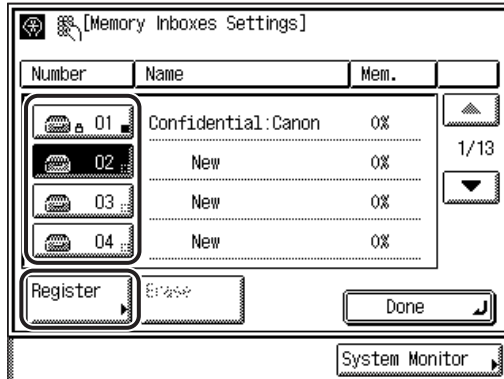 [Memory Inboxes Settings]
Number Name Mem.
01 Confidential:Canon 0%
02 New 0%
1/13
03 New 0%
04 New 0%
Register Erase
Done
System Monitor